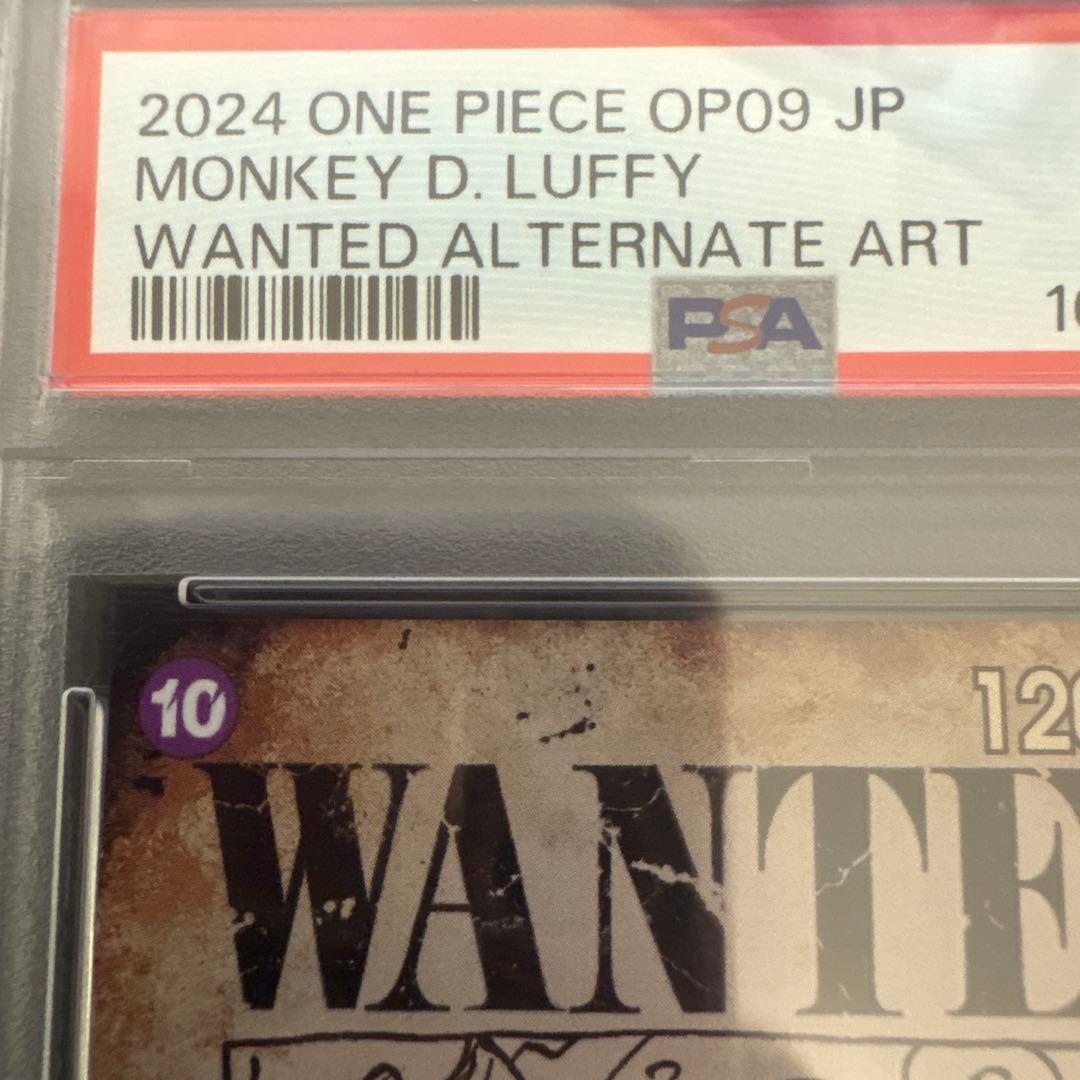 2024 ONE PIECE OP09 JP
MONKEY D. LUFFY
WANTED ALTERNATE ART
PSA
10